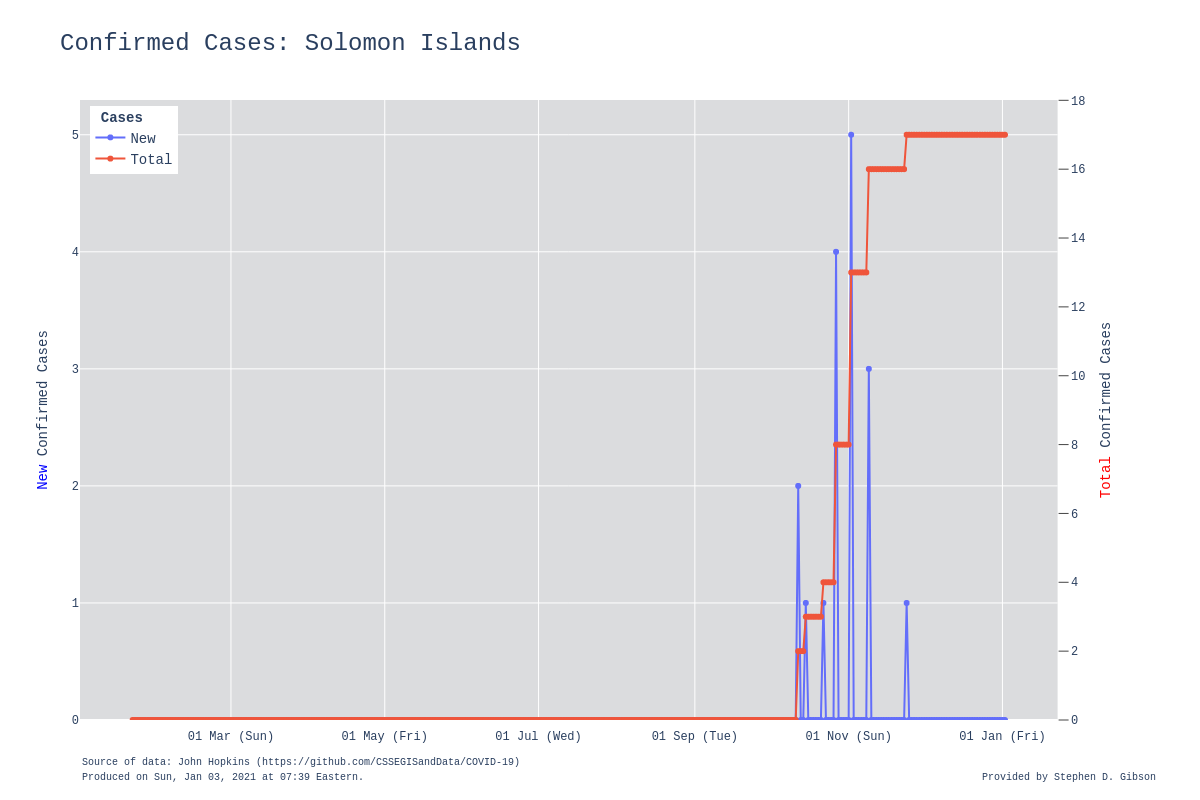 Confirmed Cases: Solomon Islands
Cases
New
Total
5
4
3
2
1
0
New Confirmed Cases
18
16
14
12
10
8
6
4
2
0
Total Confirmed Cases
01 Mar (Sun)
01 May (Fri)
01 Jul (Wed)
01 Sep (Tue)
01 Nov (Sun)
01 Jan (Fri)
Source of data: John Hopkins (https://github.com/CSSEGISandData/COVID-19)
Produced on Sun, Jan 03, 2021 at 07:39 Eastern.
Provided by Stephen D. Gibson